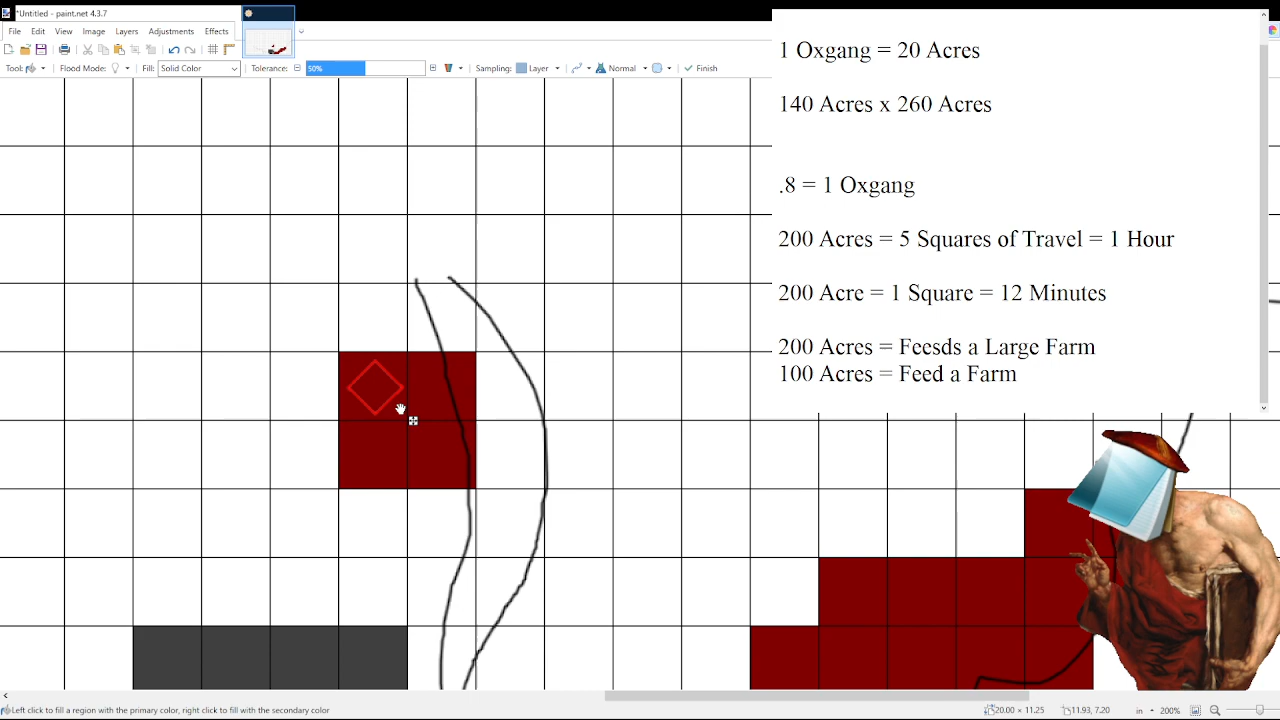 *Untitled - paint.net 4.3.7
File Edit View Image Layers Adjustments Effects
Tool: Flood Mode: Fill: Solid Color Tolerance: 50% Sampling: Layer Normal Finish
1 Oxgang = 20 Acres
140 Acres x 260 Acres
.8 = 1 Oxgang
200 Acres = 5 Squares of Travel = 1 Hour
200 Acre = 1 Square = 12 Minutes
200 Acres = Feesds a Large Farm
100 Acres = Feed a Farm
Left click to fill a region with the primary color, right click to fill with the secondary color 20.00 × 11.25 11.93, 7.20 in 200%